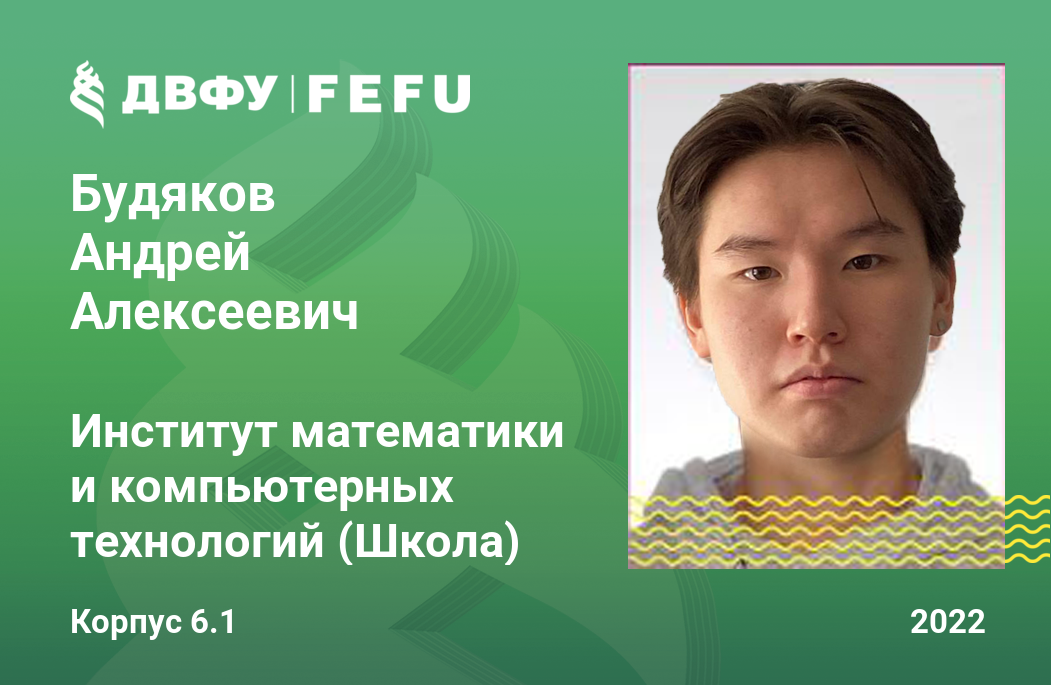 ДВФУ | FEFU
Будяков
Андрей
Алексеевич
Институт математики
и компьютерных
технологий (Школа)
Корпус 6.1
2022